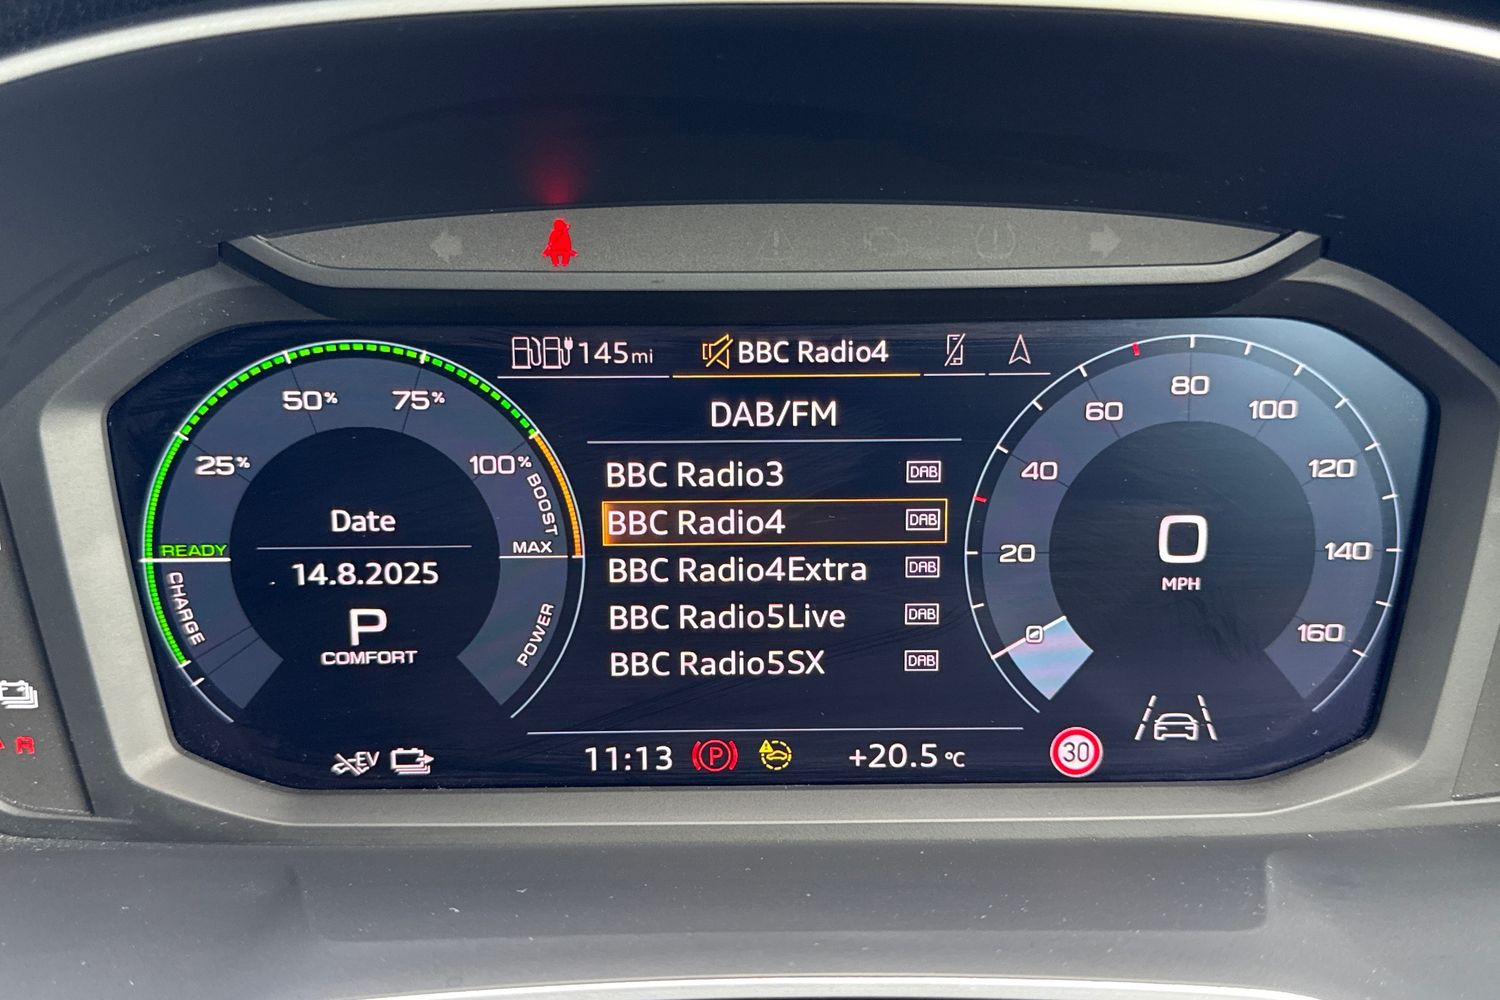 145mi
BBC Radio4
DAB/FM
BBC Radio3 DAB
BBC Radio4 DAB
BBC Radio4Extra DAB
BBC Radio5Live DAB
BBC Radio5SX DAB
25%
50%
75%
100%
BOOST
MAX
READY
CHARGE
POWER
Date
14.8.2025
P
COMFORT
EV
11:13
P
+20.5 °C
30
0
20
40
60
80
100
120
140
160
0
MPH